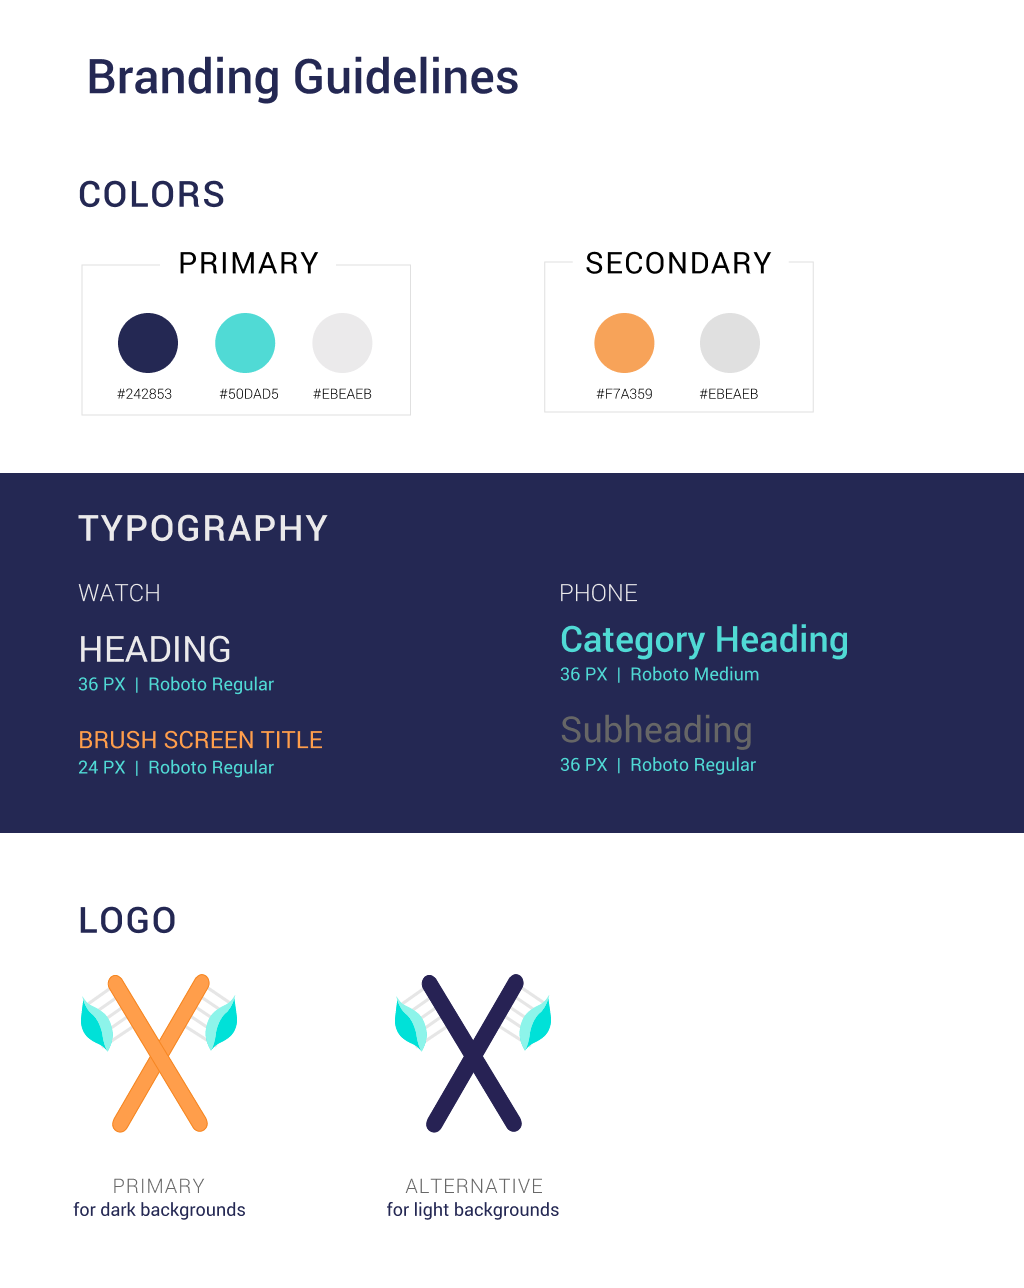 Branding Guidelines
COLORS
PRIMARY
#242853 #50DAD5 #EBEAEB
SECONDARY
#F7A359 #EBEAEB
TYPOGRAPHY
WATCH
HEADING
36 PX | Roboto Regular
BRUSH SCREEN TITLE
24 PX | Roboto Regular
PHONE
Category Heading
36 PX | Roboto Medium
Subheading
36 PX | Roboto Regular
LOGO
PRIMARY
for dark backgrounds
ALTERNATIVE
for light backgrounds